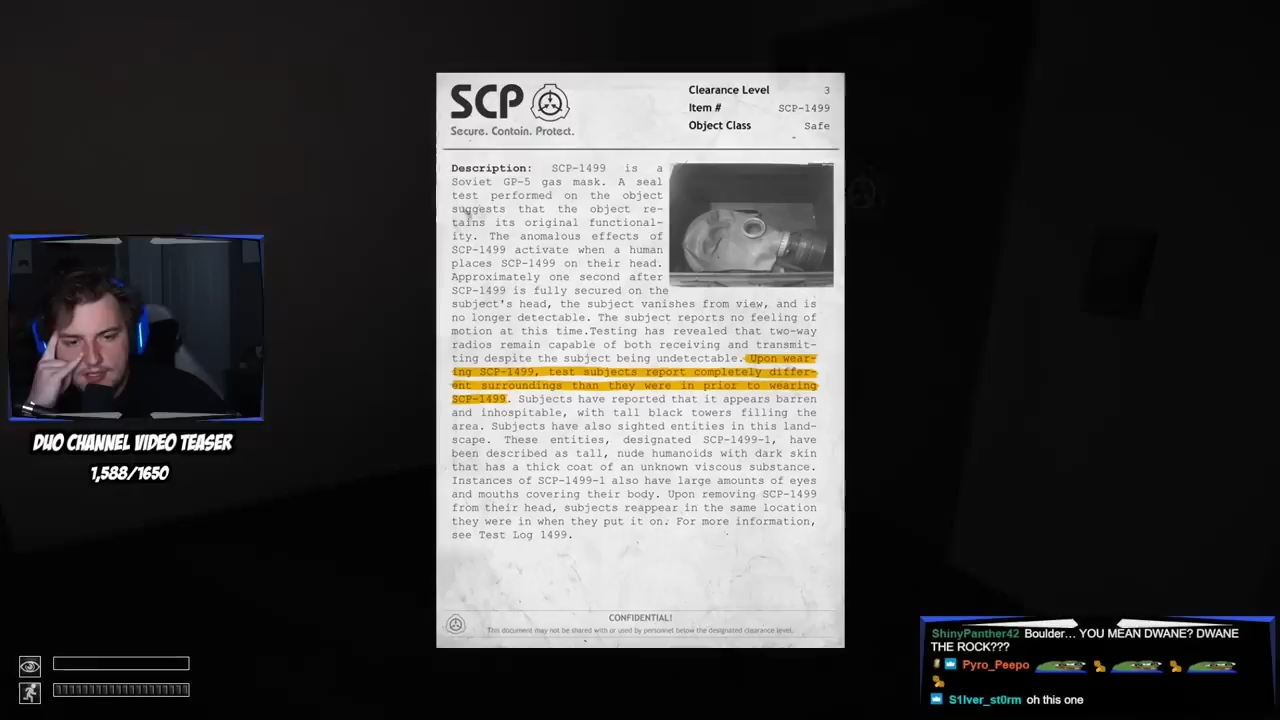 SCP
Secure. Contain. Protect.
Clearance Level 3
Item # SCP-1499
Object Class Safe
Description: SCP-1499 is a
Soviet GP-5 gas mask. A seal
test performed on the object
suggests that the object re-
tains its original functional-
ity. The anomalous effects of
SCP-1499 activate when a human
places SCP-1499 on their head.
Approximately one second after
SCP-1499 is fully secured on the
subject's head, the subject vanishes from view, and is
no longer detectable. The subject reports no feeling of
motion at this time.Testing has revealed that two-way
radios remain capable of both receiving and transmit-
ting despite the subject being undetectable. Upon wear-
ing SCP-1499, test subjects report completely differ-
ent surroundings than they were in prior to wearing
SCP-1499. Subjects have reported that it appears barren
and inhospitable, with tall black towers filling the
area. Subjects have also sighted entities in this land-
scape. These entities, designated SCP-1499-1, have
been described as tall, nude humanoids with dark skin
that has a thick coat of an unknown viscous substance.
Instances of SCP-1499-1 also have large amounts of eyes
and mouths covering their body. Upon removing SCP-1499
from their head, subjects reappear in the same location
they were in when they put it on. For more information,
see Test Log 1499.
CONFIDENTIAL!
This document may not be shared with or used by personnel below the designated clearance level.
DUO CHANNEL VIDEO TEASER
1,588/1650
ShinyPanther42 Boulder... YOU MEAN DWANE? DWANE
THE ROCK???
Pyro_Peepo
S1lver_st0rm oh this one